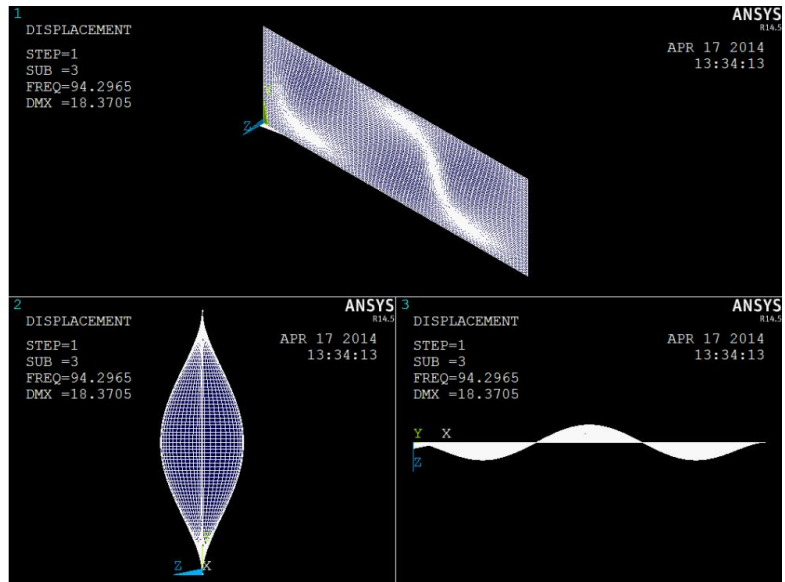 1
ANSYS
R14.5
DISPLACEMENT
APR 17 2014
13:34:13
STEP=1
SUB =3
FREQ=94.2965
DMX =18.3705
Y
Z
2
ANSYS
R14.5
DISPLACEMENT
APR 17 2014
13:34:13
STEP=1
SUB =3
FREQ=94.2965
DMX =18.3705
Z X
3
ANSYS
R14.5
DISPLACEMENT
APR 17 2014
13:34:13
STEP=1
SUB =3
FREQ=94.2965
DMX =18.3705
Y X
Z